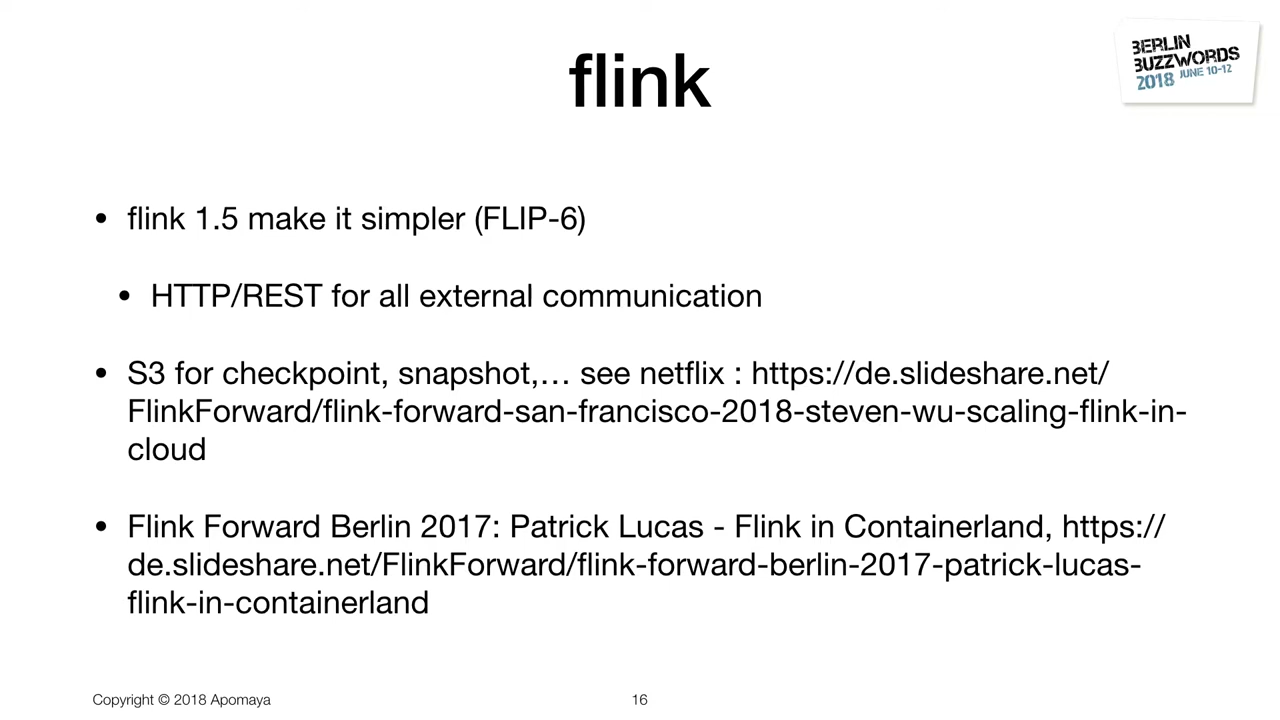 BERLIN
BUZZWORDS
2018 JUNE 10-12
flink
• flink 1.5 make it simpler (FLIP-6)
• HTTP/REST for all external communication
• S3 for checkpoint, snapshot,… see netflix : https://de.slideshare.net/
FlinkForward/flink-forward-san-francisco-2018-steven-wu-scaling-flink-in-
cloud
• Flink Forward Berlin 2017: Patrick Lucas - Flink in Containerland, https://
de.slideshare.net/FlinkForward/flink-forward-berlin-2017-patrick-lucas-
flink-in-containerland
Copyright © 2018 Apomaya
16